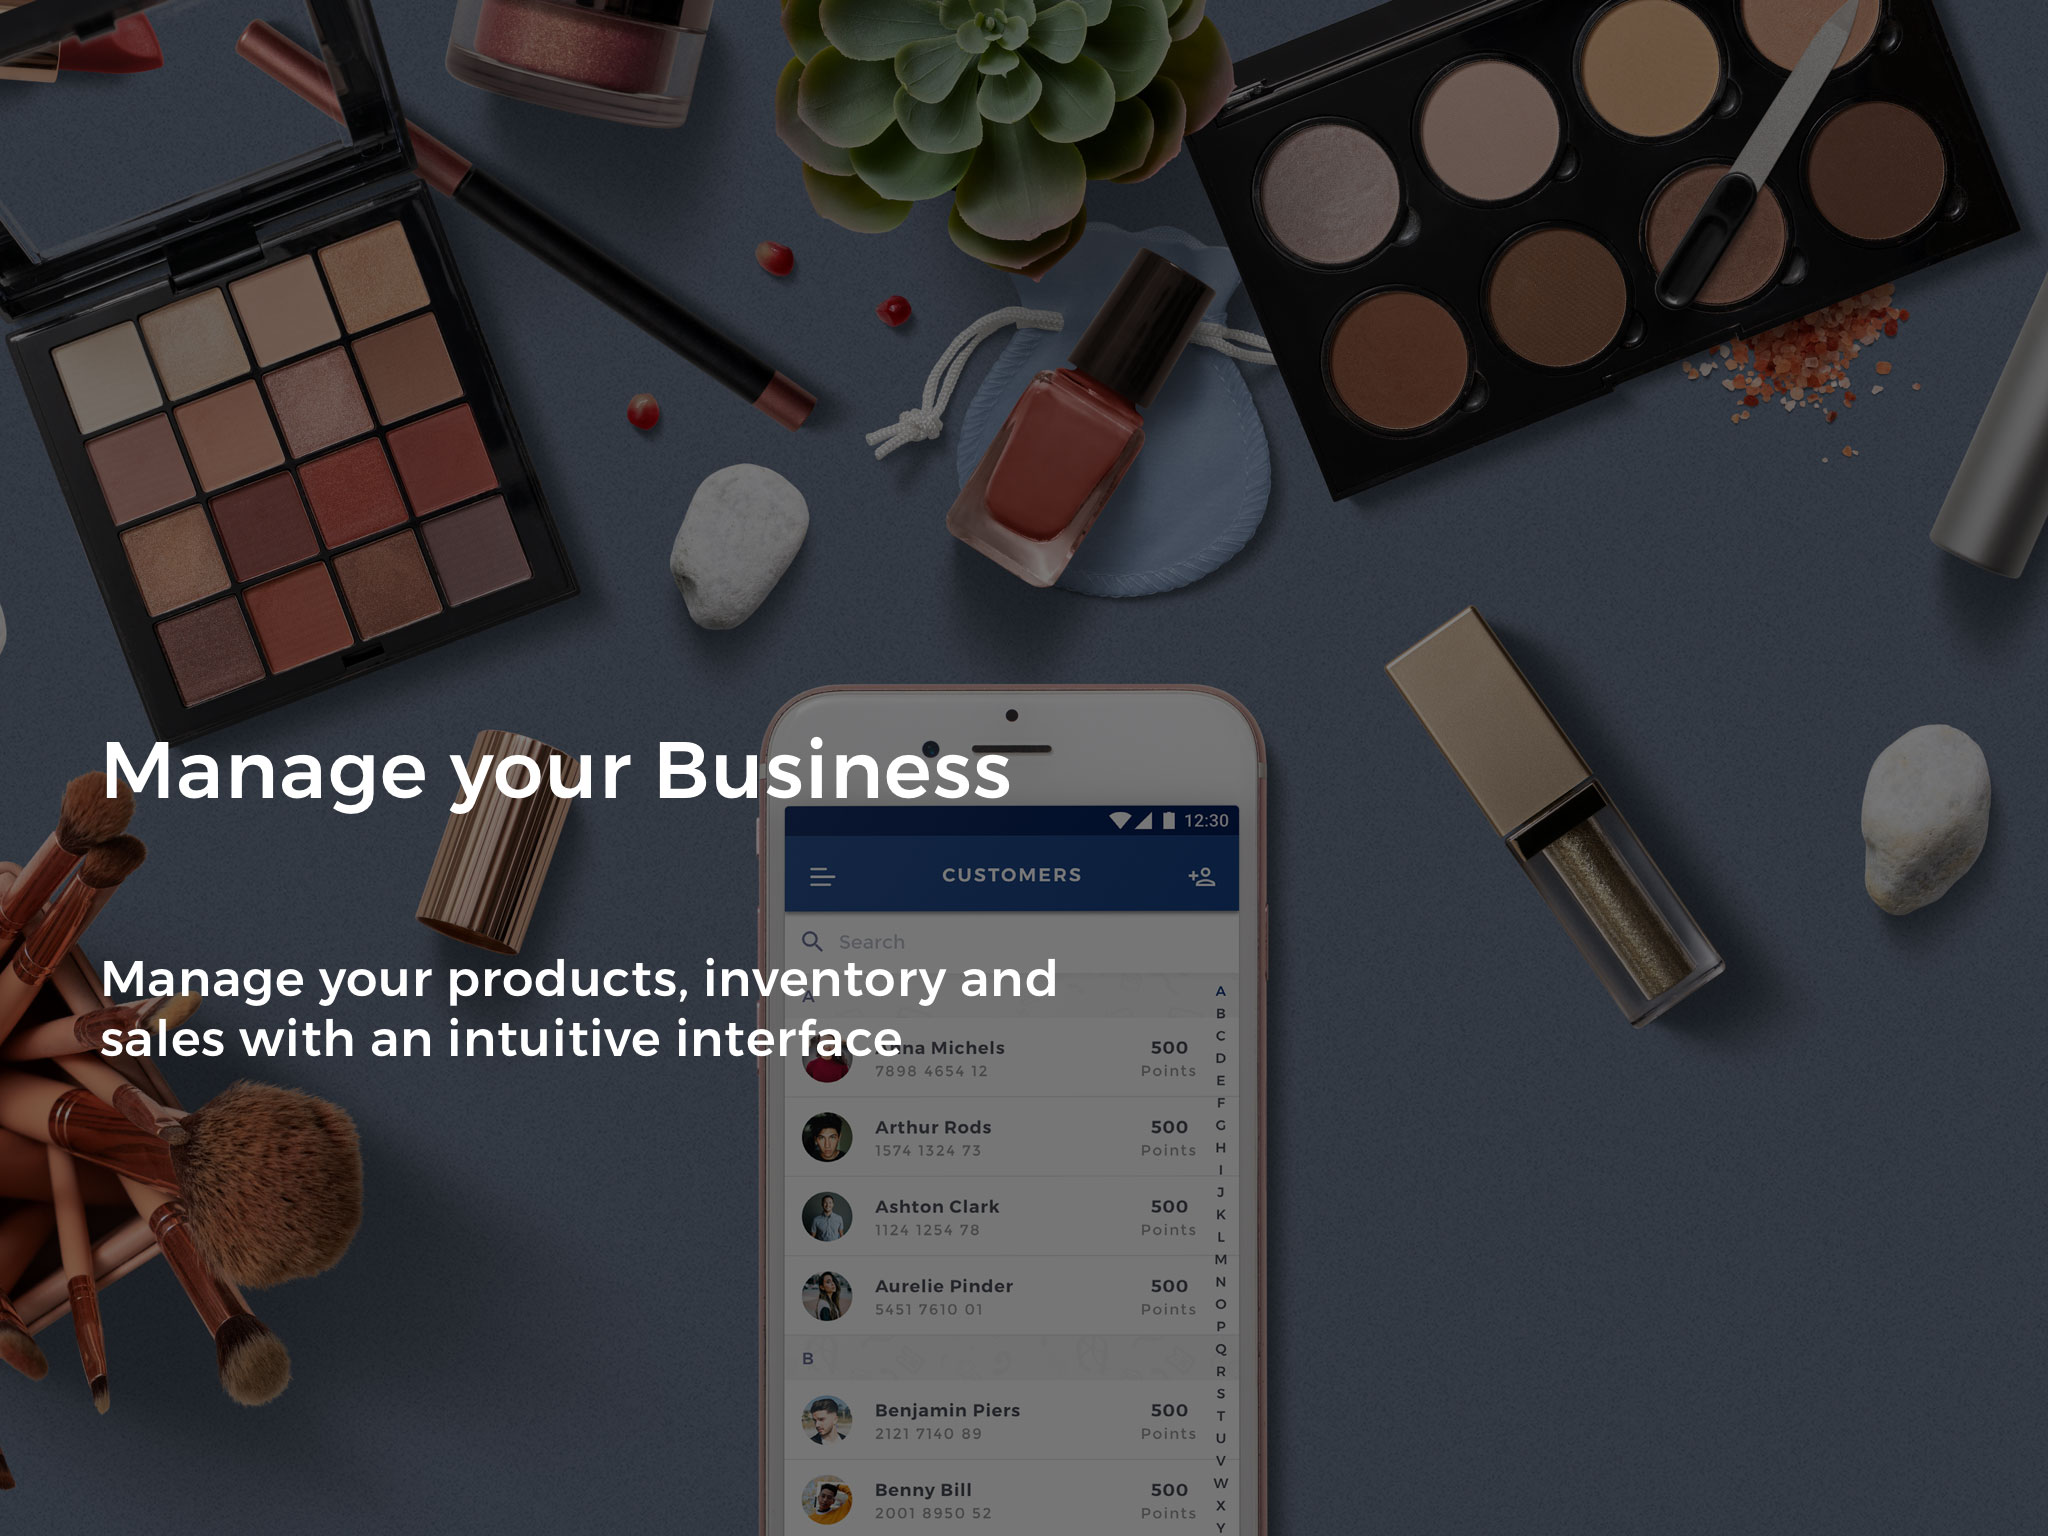 Manage your Business
12:30
CUSTOMERS
Search
Manage your products, inventory and
sales with an intuitive interface
A
Anna Michels
7898 4654 12
500
Points
Arthur Rods
1574 1324 73
500
Points
Ashton Clark
1124 1254 78
500
Points
Aurelie Pinder
5451 7610 01
500
Points
B
Benjamin Piers
2121 7140 89
500
Points
Benny Bill
2001 8950 52
500
Points
A
B
C
D
E
F
G
H
I
J
K
L
M
N
O
P
Q
R
S
T
U
V
W
X
Y